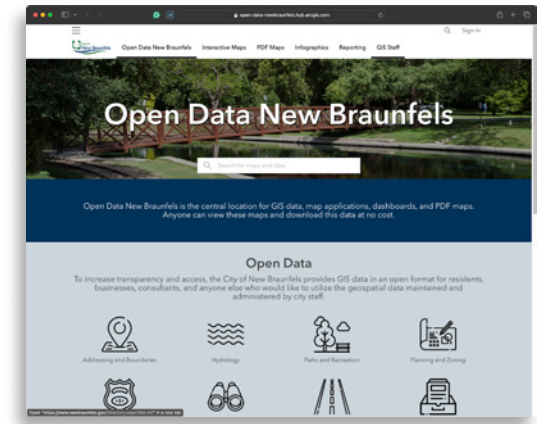 open-data-newbraunfels.hub.arcgis.com
Sign In
New Braunfels
Open Data New Braunfels Interactive Maps PDF Maps Infographics Reporting GIS Staff
Open Data New Braunfels
Search for maps and data
Open Data New Braunfels is the central location for GIS data, map applications, dashboards, and PDF maps.
Anyone can view these maps and download this data at no cost.
Open Data
To increase transparency and access, the City of New Braunfels provides GIS data in an open format for residents,
businesses, consultants, and anyone else who would like to utilize the geospatial data maintained and
administered by city staff.
Addressing and Boundaries Hydrology Parks and Recreation Planning and Zoning